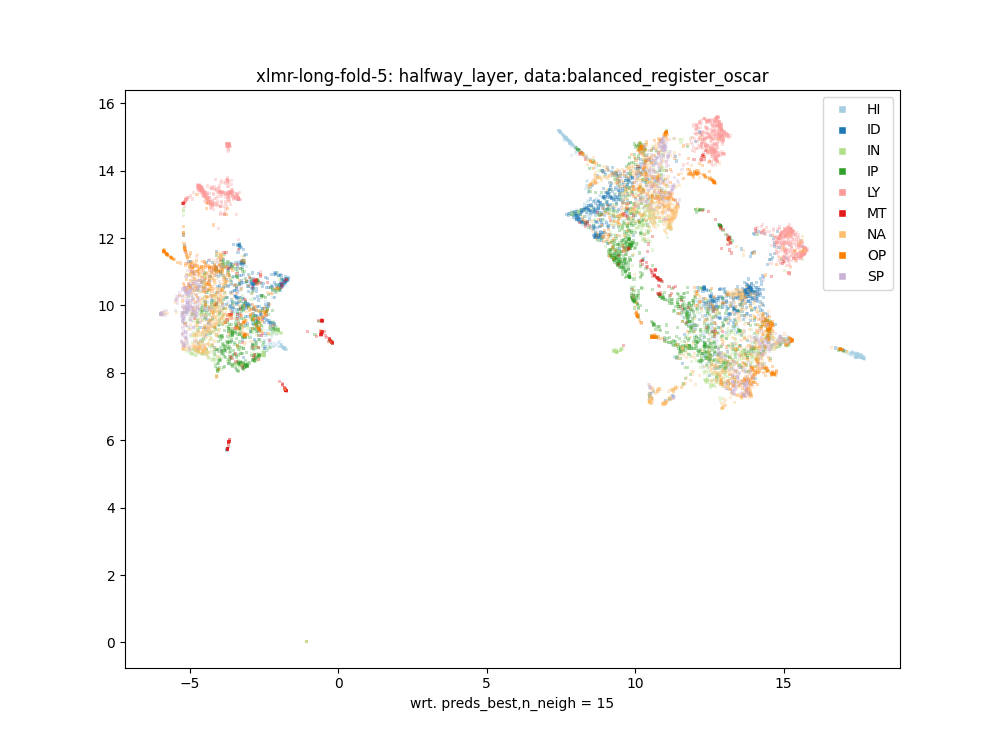 xlmr-long-fold-5: halfway_layer, data:balanced_register_oscar
16
14
12
10
8
6
4
2
0
HI
ID
IN
IP
LY
MT
NA
OP
SP
−5
0
5
10
15
wrt. preds_best,n_neigh = 15